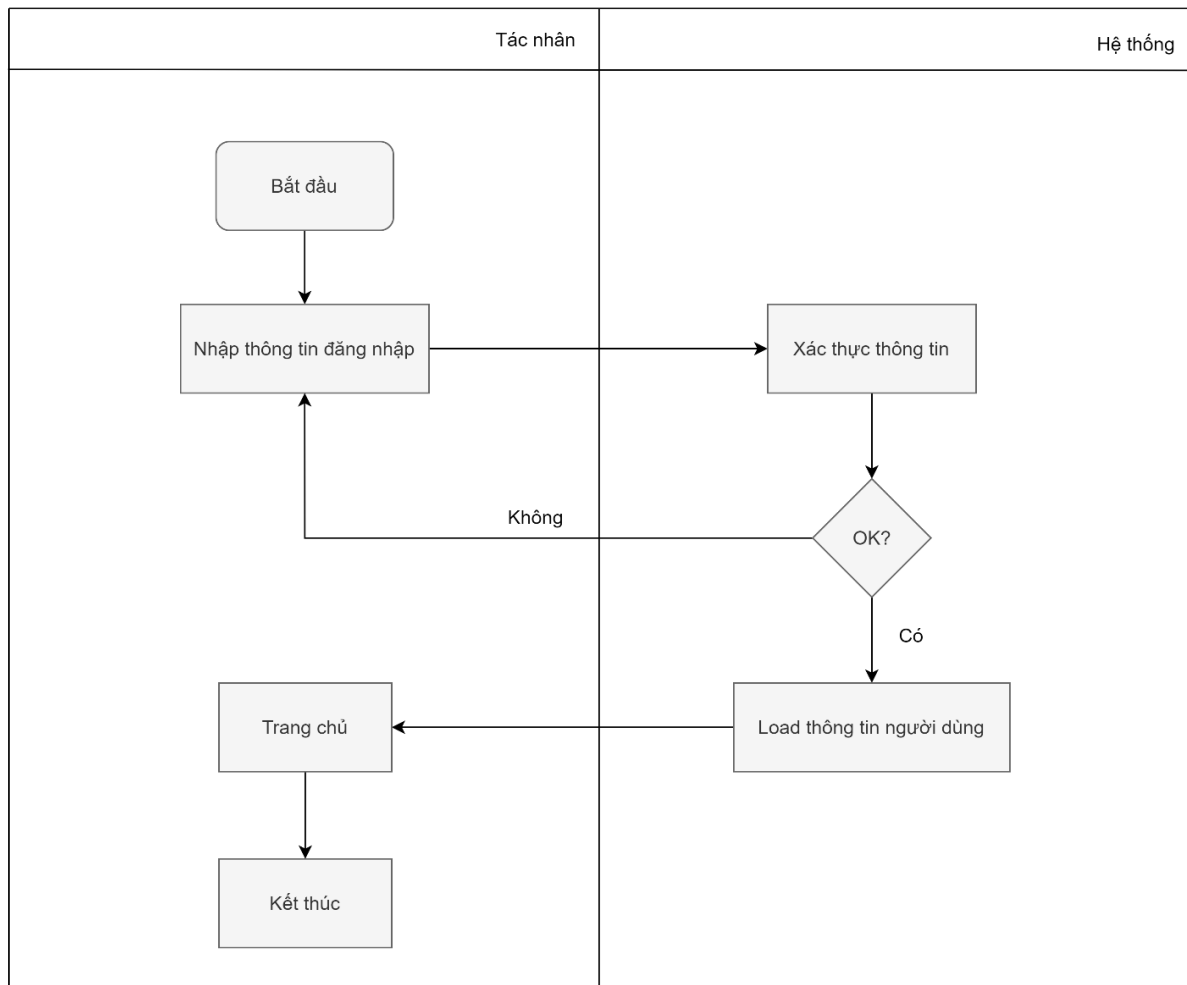 Tác nhân
Hệ thống
Bắt đầu
Nhập thông tin đăng nhập
Xác thực thông tin
Không
OK?
Có
Trang chủ
Load thông tin người dùng
Kết thúc